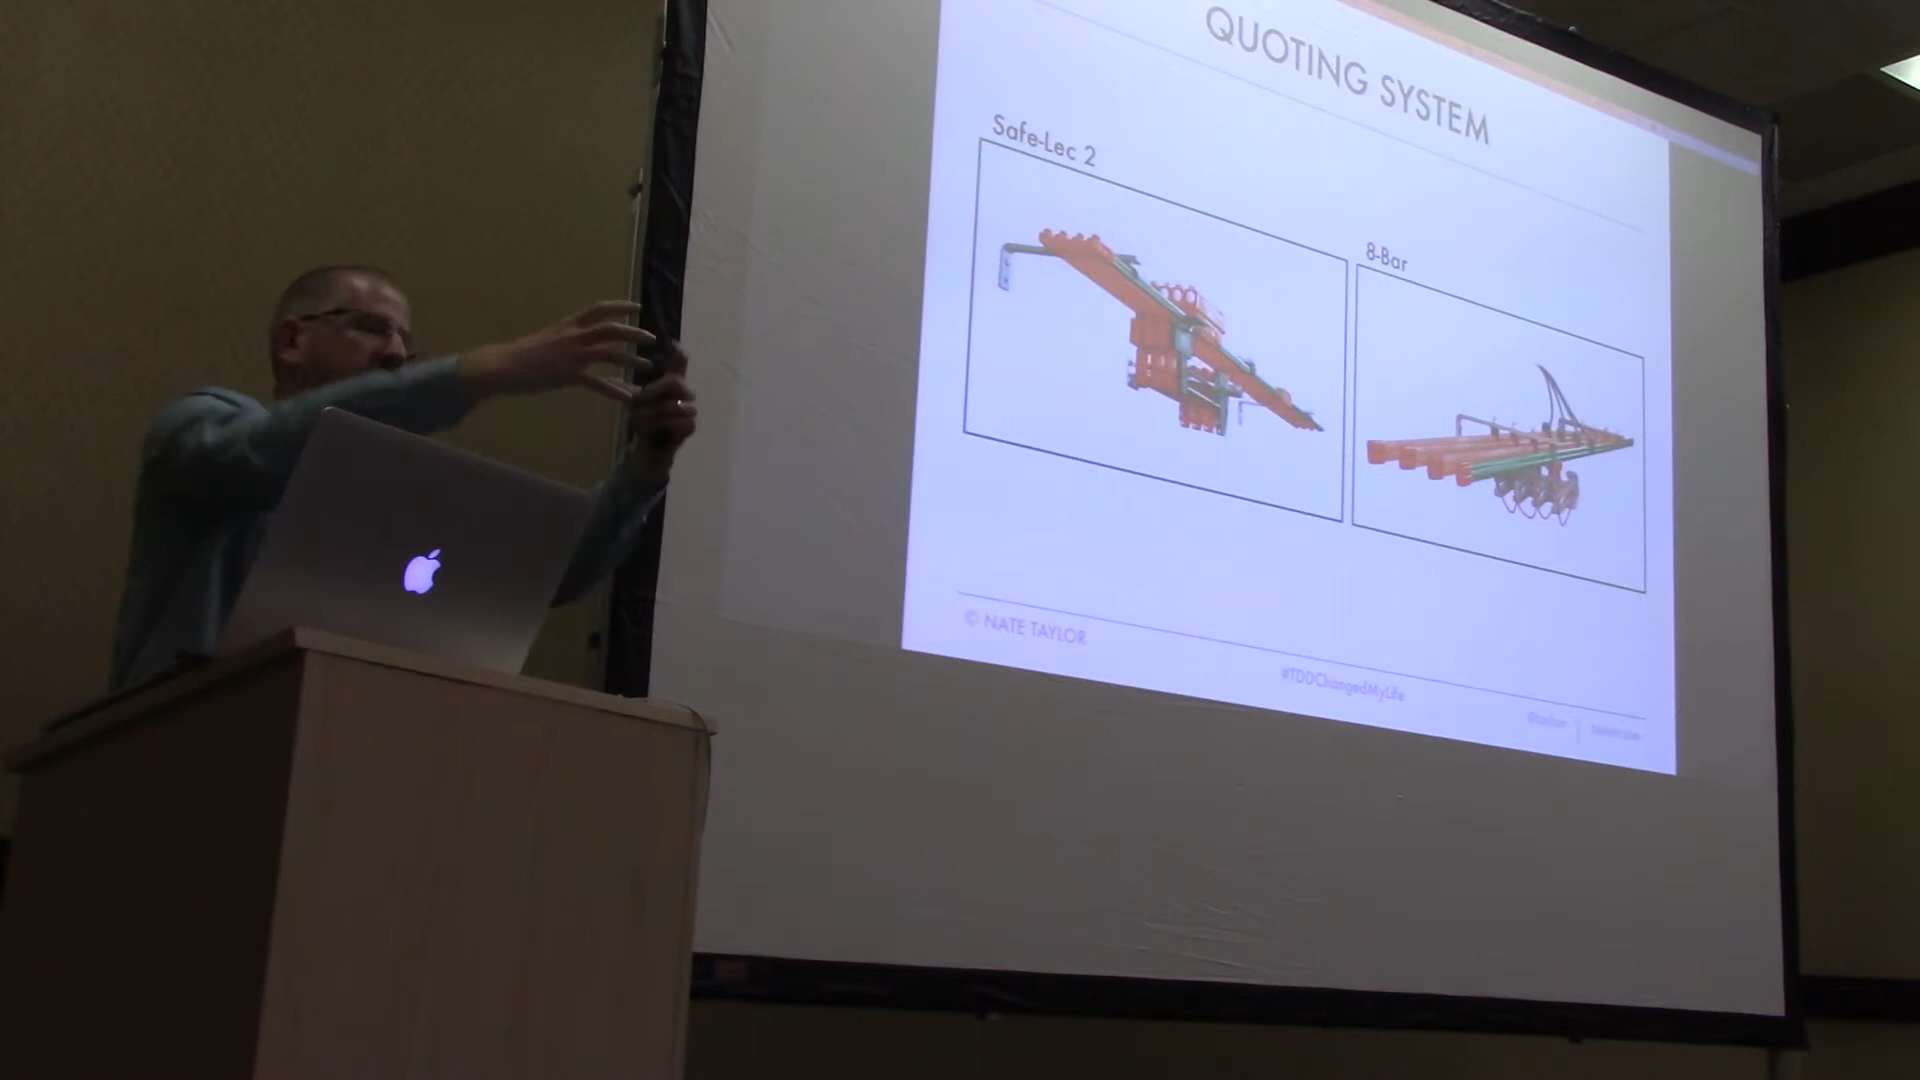 QUOTING SYSTEM
Safe-Lec 2
8-Bar
© NATE TAYLOR
#TDDChangedMyLife